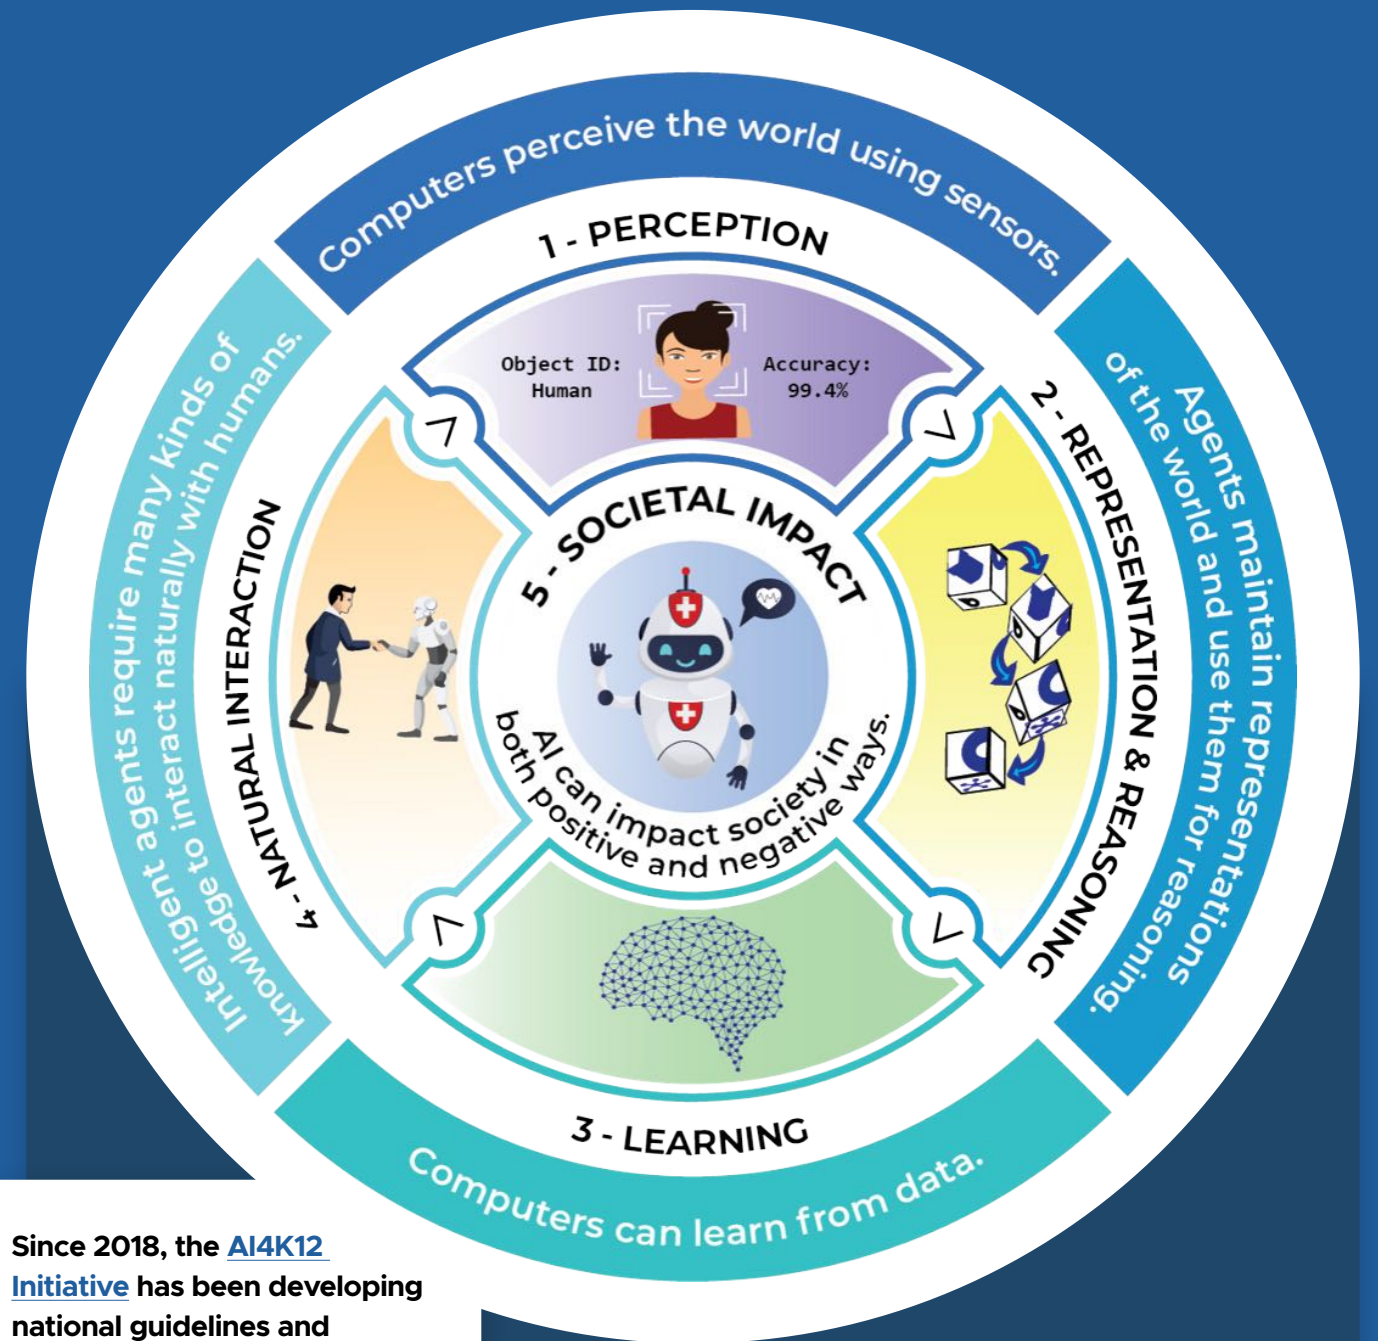 Computers perceive the world using sensors.
1 - PERCEPTION
Object ID:
Human
Accuracy:
99.4%
Agents maintain representations
of the world and use them for reasoning.
2 - REPRESENTATION & REASONING
3 - LEARNING
Computers can learn from data.
Intelligent agents require many kinds of
knowledge to interact naturally with humans.
4 - NATURAL INTERACTION
5 - SOCIETAL IMPACT
AI can impact society in
both positive and negative ways.
Since 2018, the AI4K12
Initiative has been developing
national guidelines and